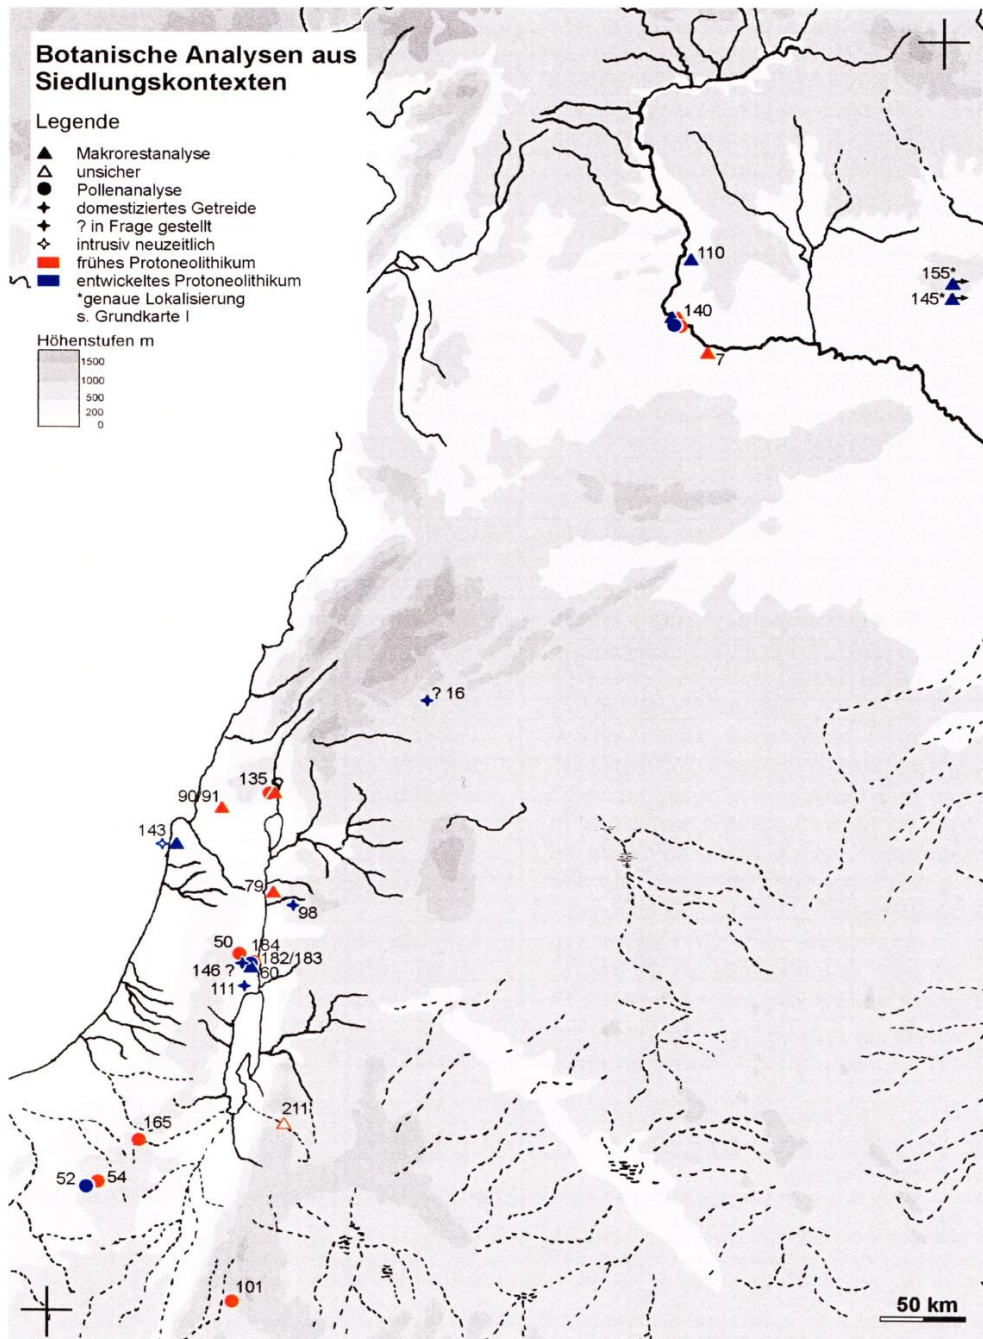 Botanische Analysen aus
Siedlungskontexten
Legende
Makrorestanalyse
unsicher
Pollenanalyse
domestiziertes Getreide
? in Frage gestellt
intrusiv neuzeitlich
frühes Protoneolithikum
entwickeltes Protoneolithikum
*genaue Lokalisierung
s. Grundkarte I
Höhenstufen m
1500
1000
500
200
0
110
155*
145*
140
7
? 16
135
90/91
143
79
98
50
184
182/183
146 ?
60
111
211
165
52
54
101
50 km